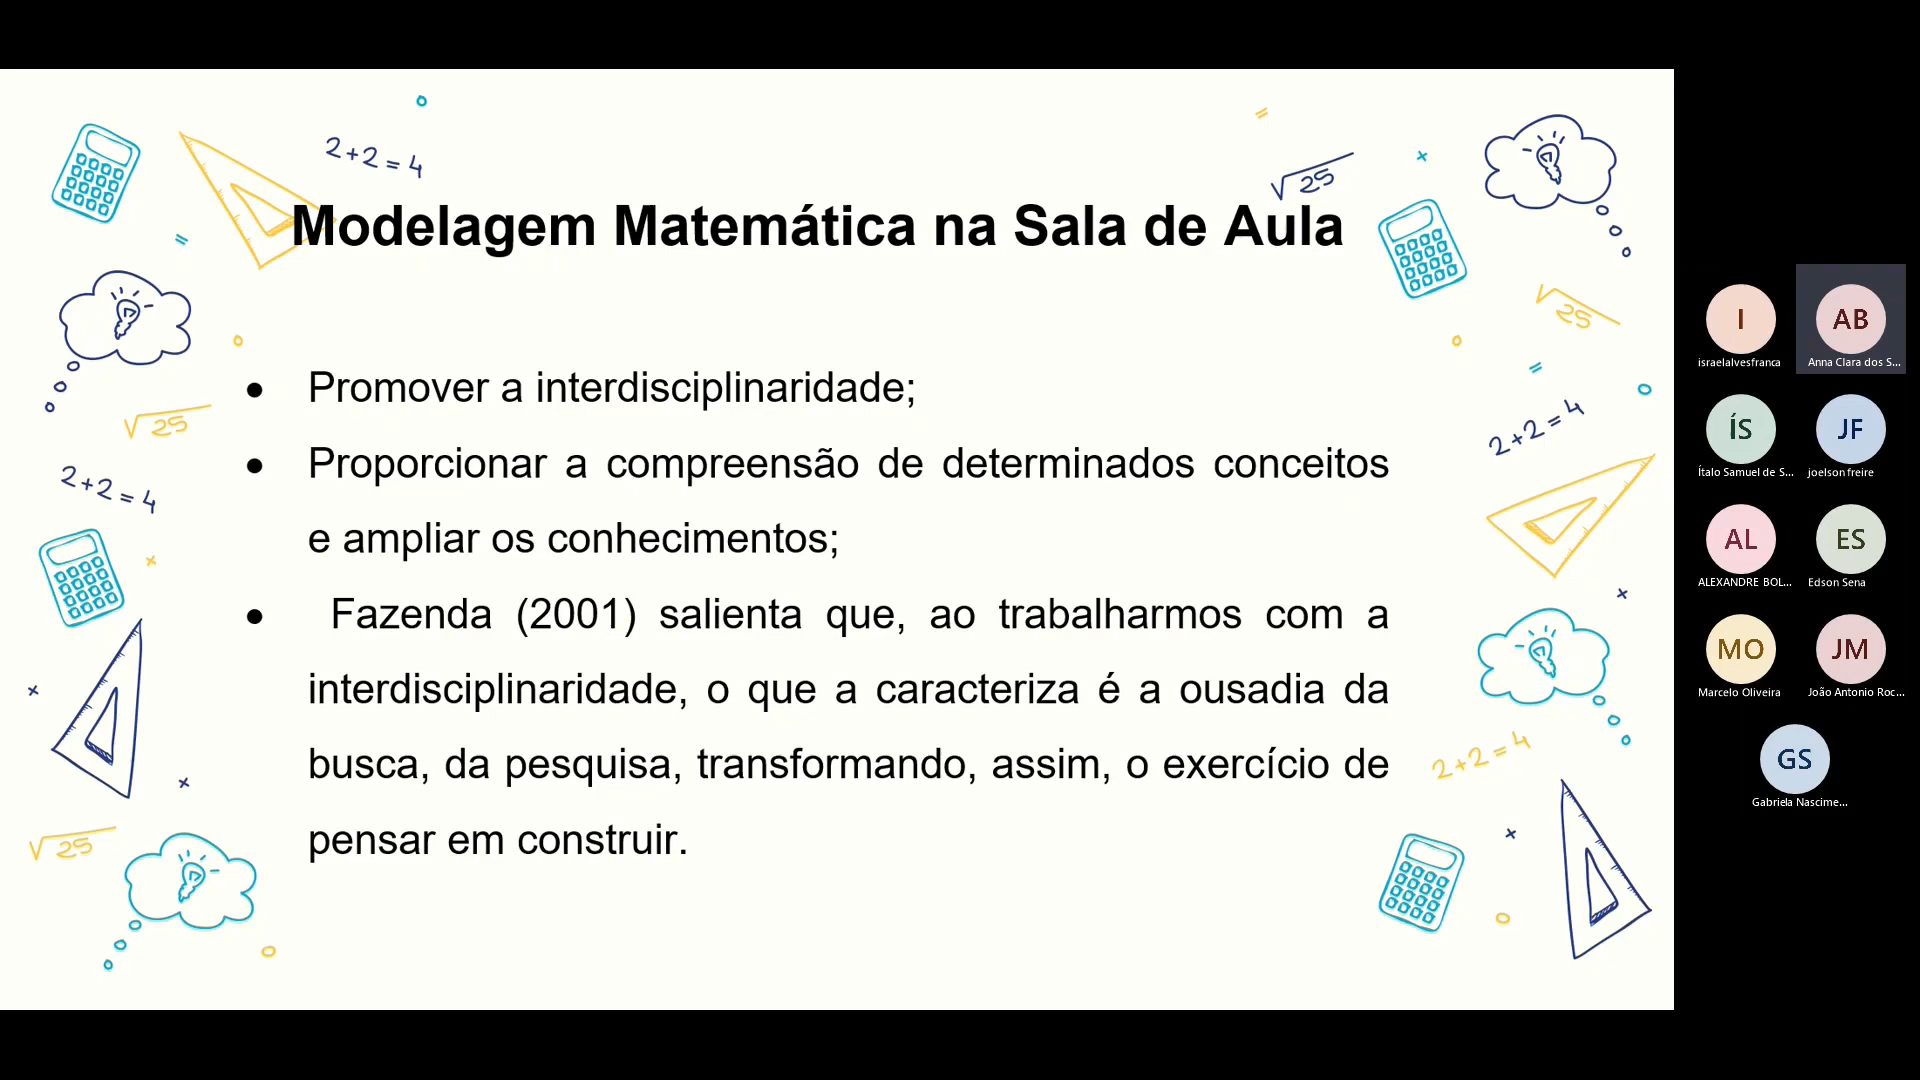 2+2=4
√25
Modelagem Matemática na Sala de Aula
√25
√25
2+2=4
2+2=4
• Promover a interdisciplinaridade;
• Proporcionar a compreensão de determinados conceitos
e ampliar os conhecimentos;
• Fazenda (2001) salienta que, ao trabalharmos com a
interdisciplinaridade, o que a caracteriza é a ousadia da
busca, da pesquisa, transformando, assim, o exercício de
pensar em construir.
2+2=4
√25
I
israelalvesfranca
AB
Anna Clara dos S...
ÍS
Ítalo Samuel de S...
JF
joelson freire
AL
ALEXANDRE BOL...
ES
Edson Sena
MO
Marcelo Oliveira
JM
João Antonio Roc...
GS
Gabriela Nascime...